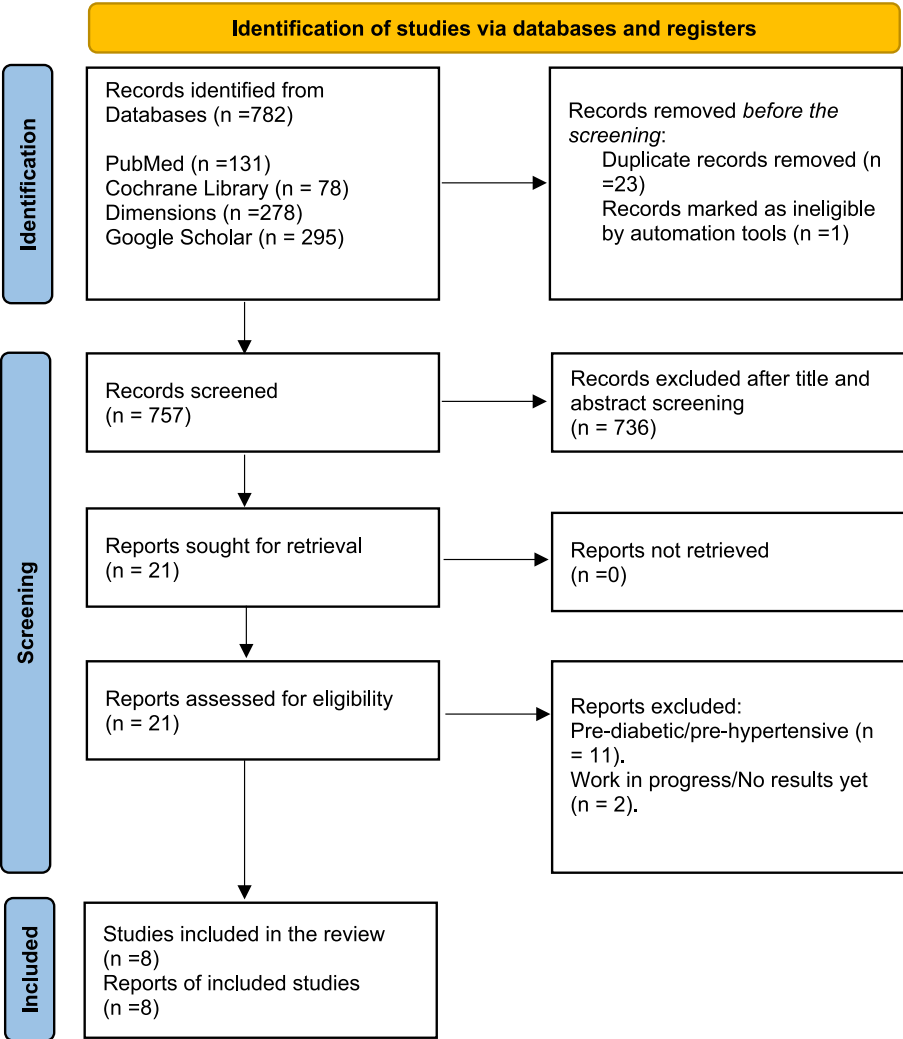 Identification of studies via databases and registers
Identification
Records identified from
Databases (n =782)
PubMed (n =131)
Cochrane Library (n = 78)
Dimensions (n =278)
Google Scholar (n = 295)
Records removed before the
screening:
Duplicate records removed (n
=23)
Records marked as ineligible
by automation tools (n =1)
Screening
Records screened
(n = 757)
Records excluded after title and
abstract screening
(n = 736)
Reports sought for retrieval
(n = 21)
Reports not retrieved
(n =0)
Reports assessed for eligibility
(n = 21)
Reports excluded:
Pre-diabetic/pre-hypertensive (n
= 11).
Work in progress/No results yet
(n = 2).
Included
Studies included in the review
(n =8)
Reports of included studies
(n =8)